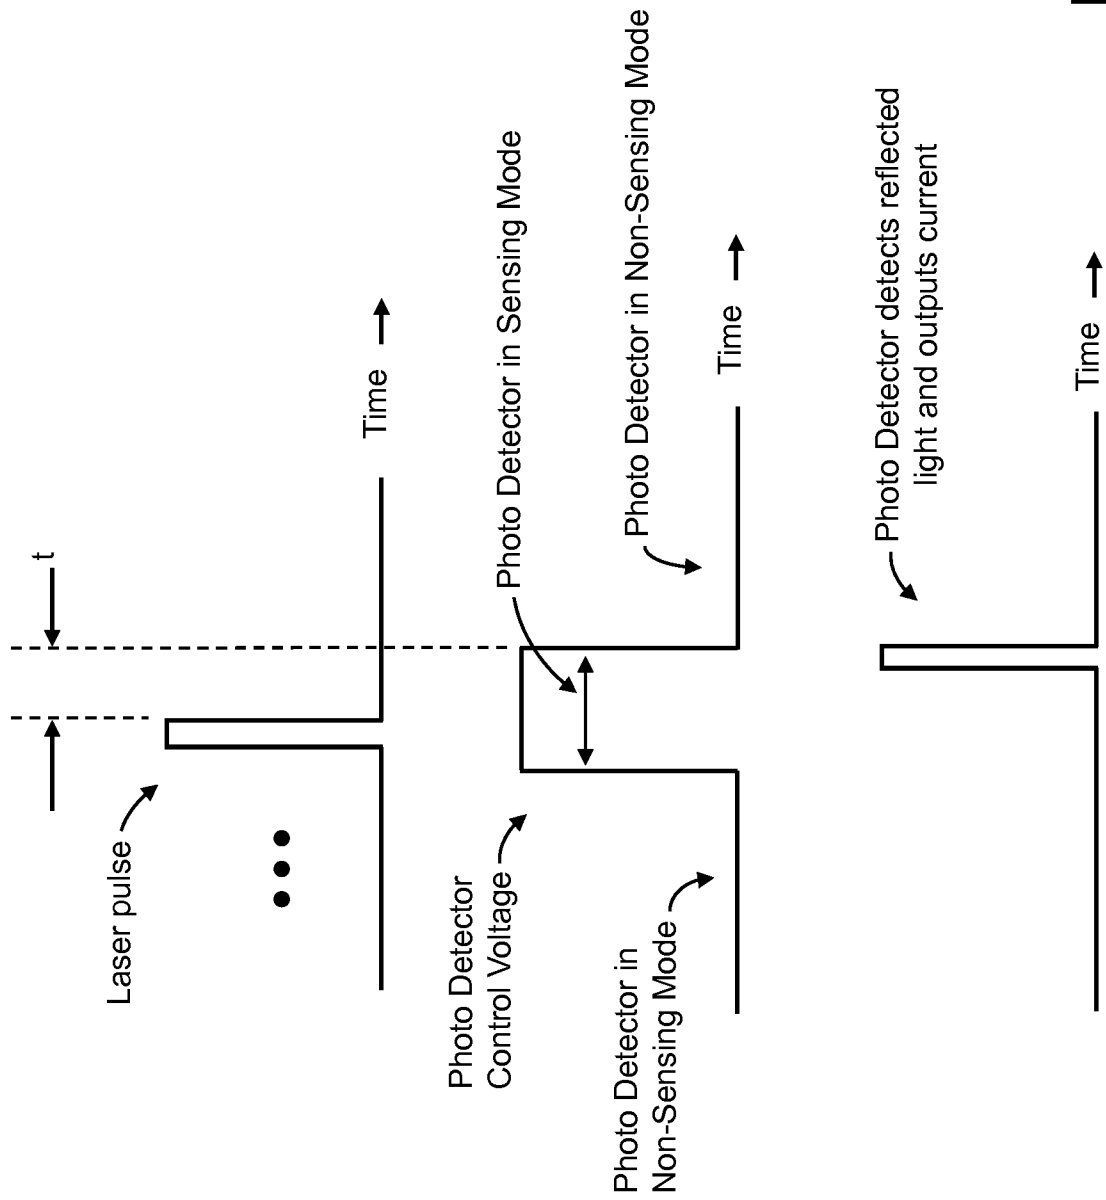 t
Laser pulse
Time
Photo Detector
Control Voltage
Photo Detector in Sensing Mode
Photo Detector in
Non-Sensing Mode
Photo Detector in Non-Sensing Mode
Time
Photo Detector detects reflected
light and outputs current
Time